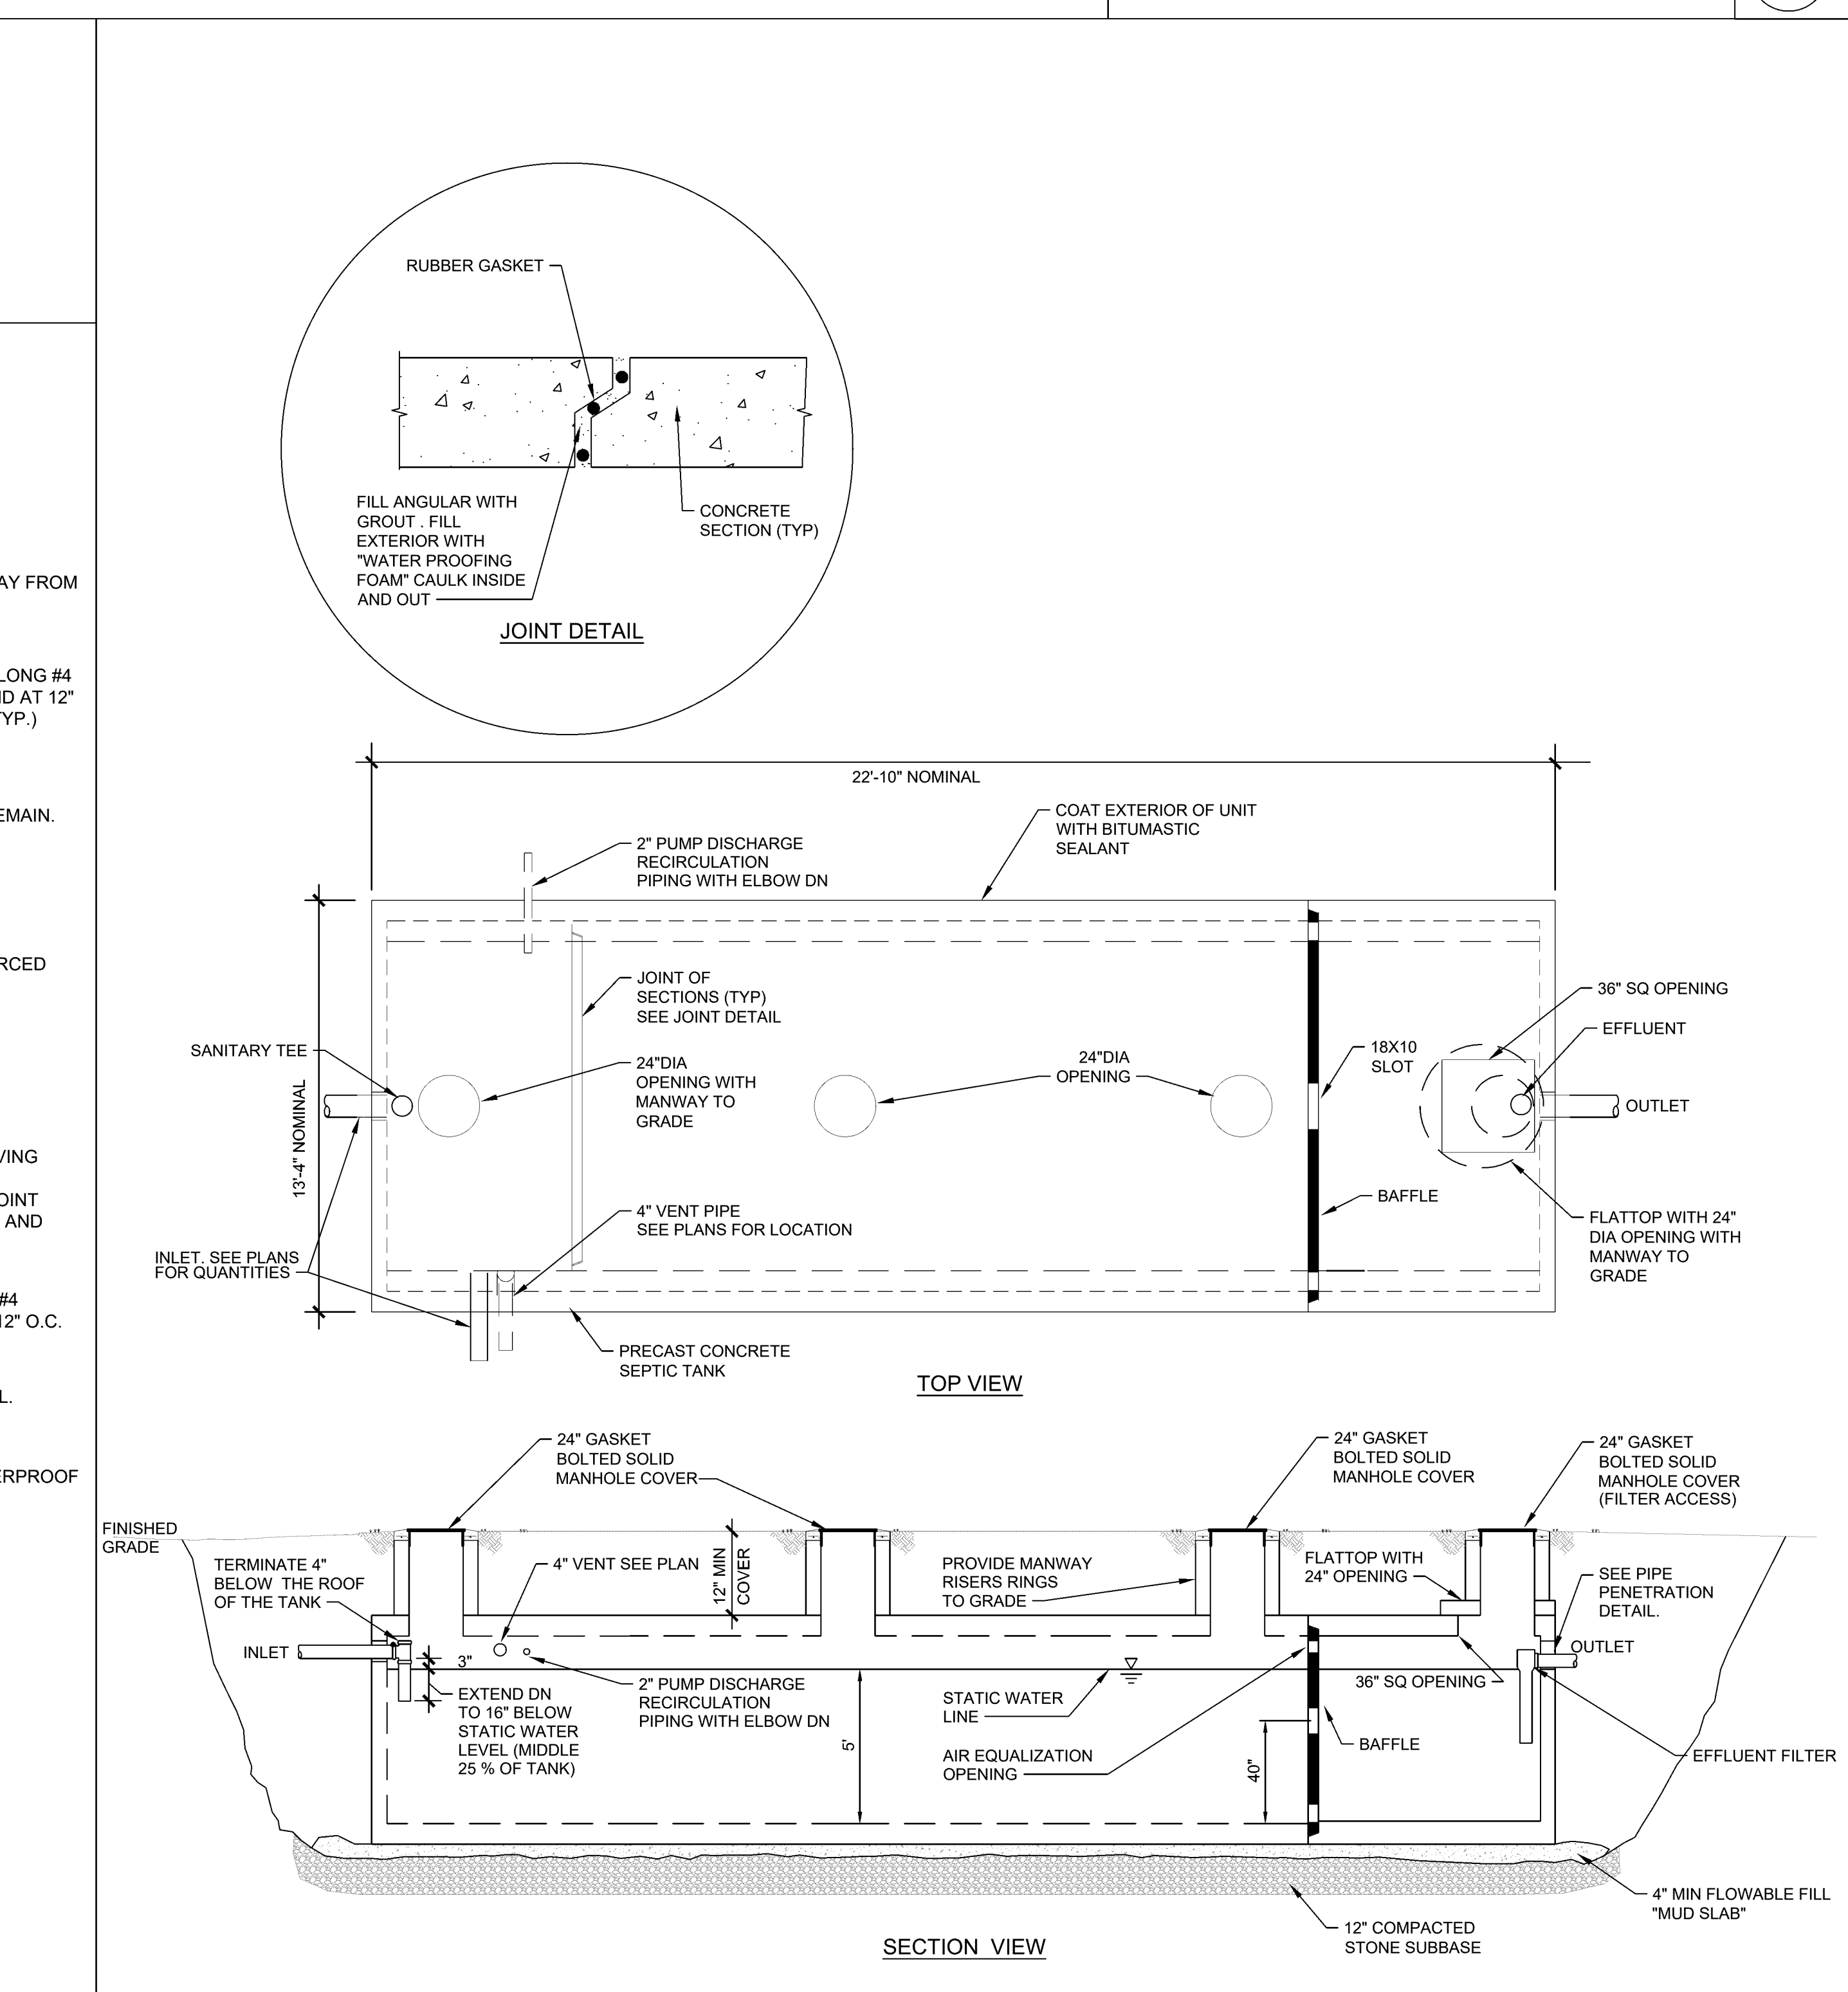 AY FROM
LONG #4
ND AT 12"
TYP.)
EMAIN.
RCED
VING
OINT
AND
#4
12" O.C.
L.
ERPROOF
RUBBER GASKET
FILL ANGULAR WITH
GROUT . FILL
EXTERIOR WITH
"WATER PROOFING
FOAM" CAULK INSIDE
AND OUT
CONCRETE
SECTION (TYP)
JOINT DETAIL
22'-10" NOMINAL
COAT EXTERIOR OF UNIT
WITH BITUMASTIC
SEALANT
2" PUMP DISCHARGE
RECIRCULATION
PIPING WITH ELBOW DN
JOINT OF
SECTIONS (TYP)
SEE JOINT DETAIL
36" SQ OPENING
EFFLUENT
SANITARY TEE
24"DIA
OPENING WITH
MANWAY TO
GRADE
24"DIA
OPENING
18X10
SLOT
13'-4" NOMINAL
OUTLET
BAFFLE
4" VENT PIPE
SEE PLANS FOR LOCATION
FLATTOP WITH 24"
DIA OPENING WITH
MANWAY TO
GRADE
INLET. SEE PLANS
FOR QUANTITIES
PRECAST CONCRETE
SEPTIC TANK
TOP VIEW
24" GASKET
BOLTED SOLID
MANHOLE COVER
24" GASKET
BOLTED SOLID
MANHOLE COVER
24" GASKET
BOLTED SOLID
MANHOLE COVER
(FILTER ACCESS)
FINISHED
GRADE
TERMINATE 4"
BELOW THE ROOF
OF THE TANK
4" VENT SEE PLAN
12" MIN
COVER
PROVIDE MANWAY
RISERS RINGS
TO GRADE
FLATTOP WITH
24" OPENING
SEE PIPE
PENETRATION
DETAIL.
INLET
OUTLET
3"
2" PUMP DISCHARGE
RECIRCULATION
PIPING WITH ELBOW DN
36" SQ OPENING
EXTEND DN
TO 16" BELOW
STATIC WATER
LEVEL (MIDDLE
25 % OF TANK)
STATIC WATER
LINE
5'
BAFFLE
AIR EQUALIZATION
OPENING
40"
EFFLUENT FILTER
4" MIN FLOWABLE FILL
"MUD SLAB"
12" COMPACTED
STONE SUBBASE
SECTION VIEW